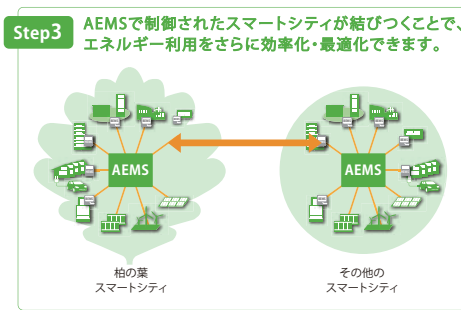 Step3
AEMSで制御されたスマートシティが結びつくことで、
エネルギー利用をさらに効率化・最適化できます。
AEMS
AEMS
柏の葉
スマートシティ
その他の
スマートシティ